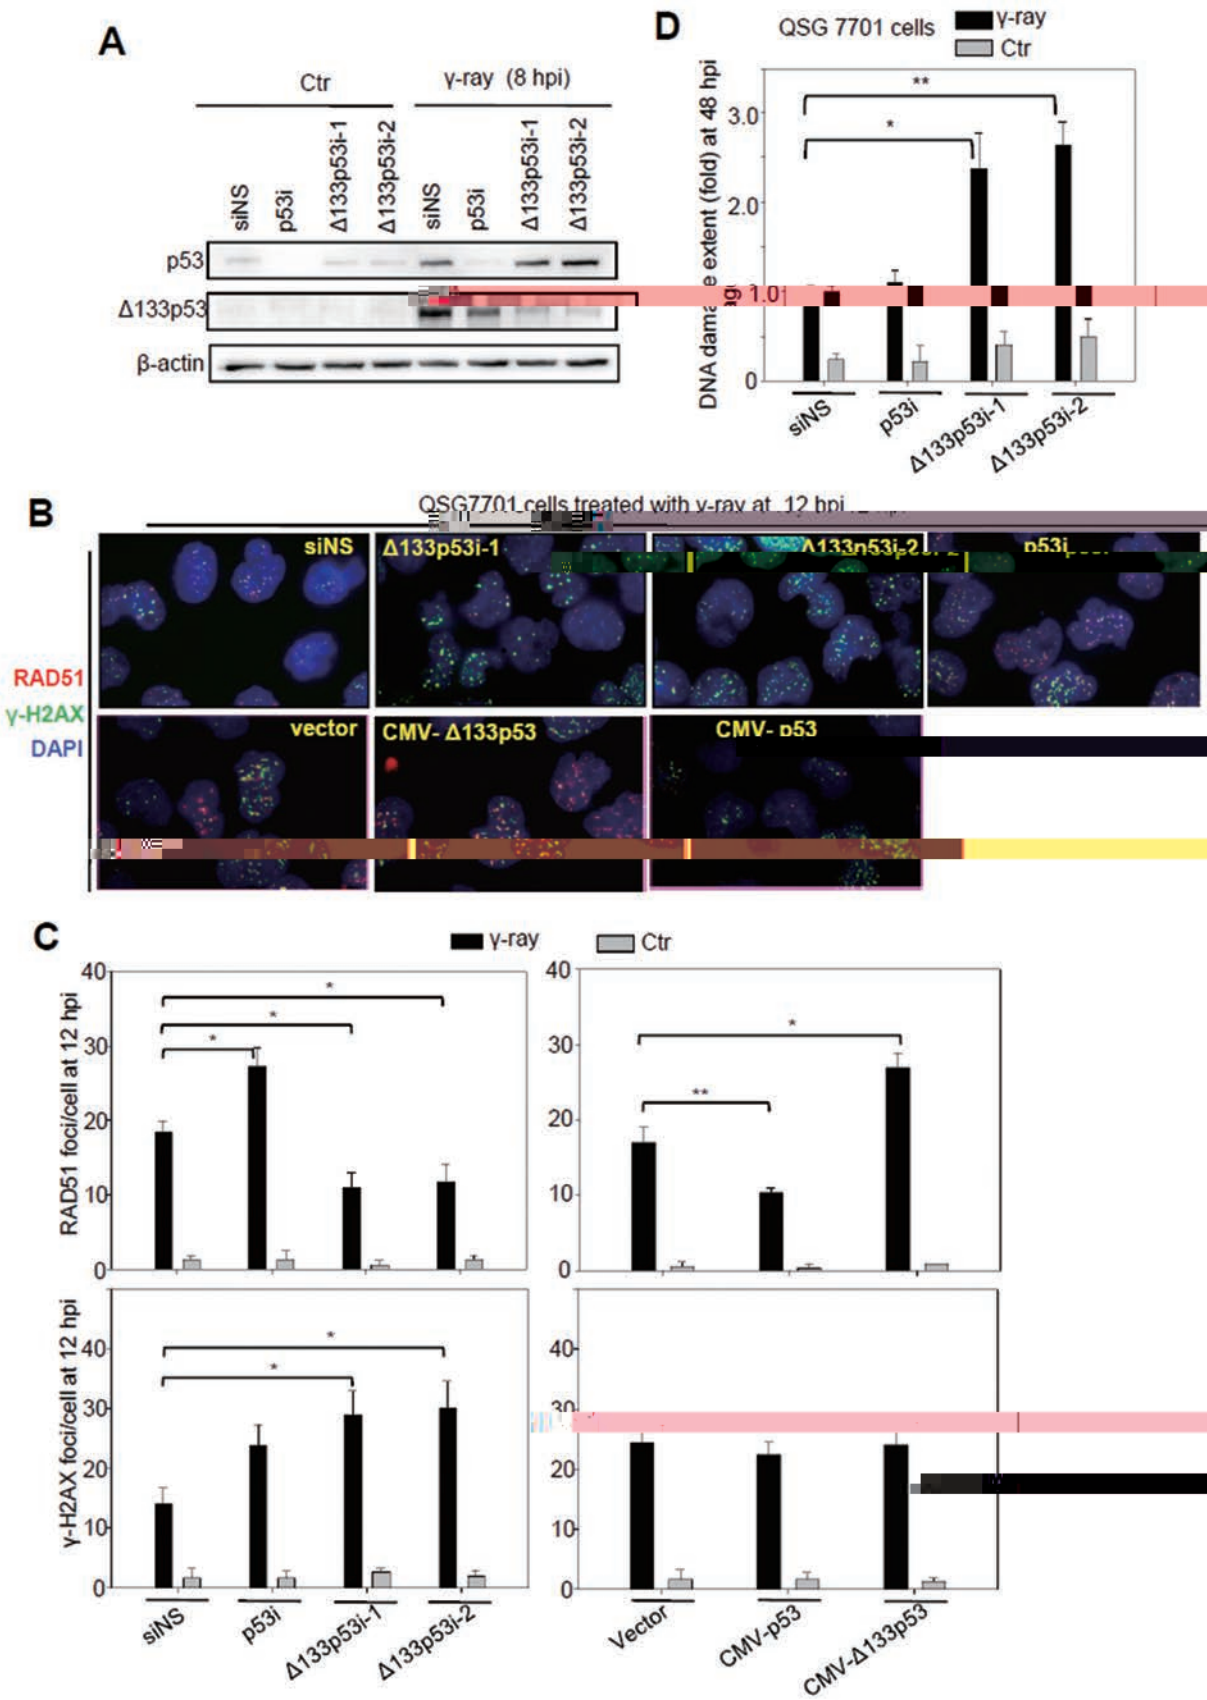 A
Ctr
γ-ray (8 hpi)
siNS
p53i
Δ133p53i-1
Δ133p53i-2
siNS
p53i
Δ133p53i-1
Δ133p53i-2
p53
Δ133p53
β-actin
D
QSG 7701 cells
γ-ray
Ctr
DNA damage extent (fold) at 48 hpi
**
*
3.0
2.0
1.0
0
siNS
p53i
Δ133p53i-1
Δ133p53i-2
B
QSG7701 cells treated with γ-ray at 12 hpi
siNS
Δ133p53i-1
Δ133p53i-2
p53i
RAD51
γ-H2AX
DAPI
vector
CMV- Δ133p53
CMV- p53
C
γ-ray
Ctr
RAD51 foci/cell at 12 hpi
40
30
20
10
0
*
*
*
40
30
20
10
0
*
**
γ-H2AX foci/cell at 12 hpi
40
30
20
10
0
*
*
siNS
p53i
Δ133p53i-1
Δ133p53i-2
40
30
20
10
0
Vector
CMV-p53
CMV-Δ133p53